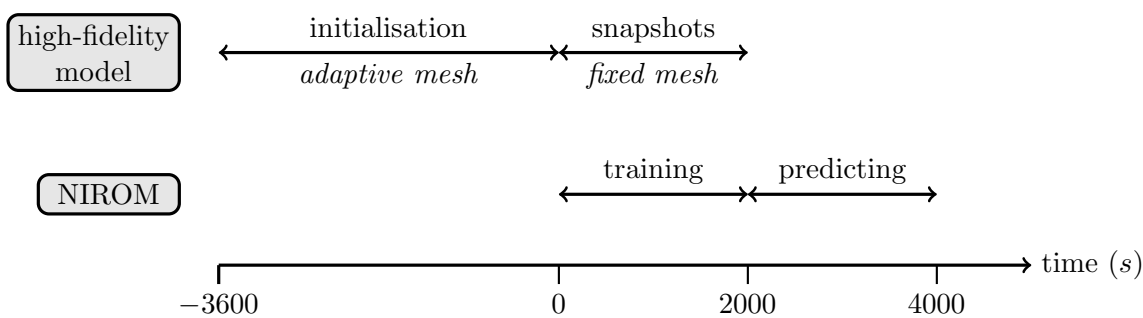 high-fidelity
model
initialisation
adaptive mesh
snapshots
fixed mesh
NIROM
training
predicting
time (s)
−3600
0
2000
4000